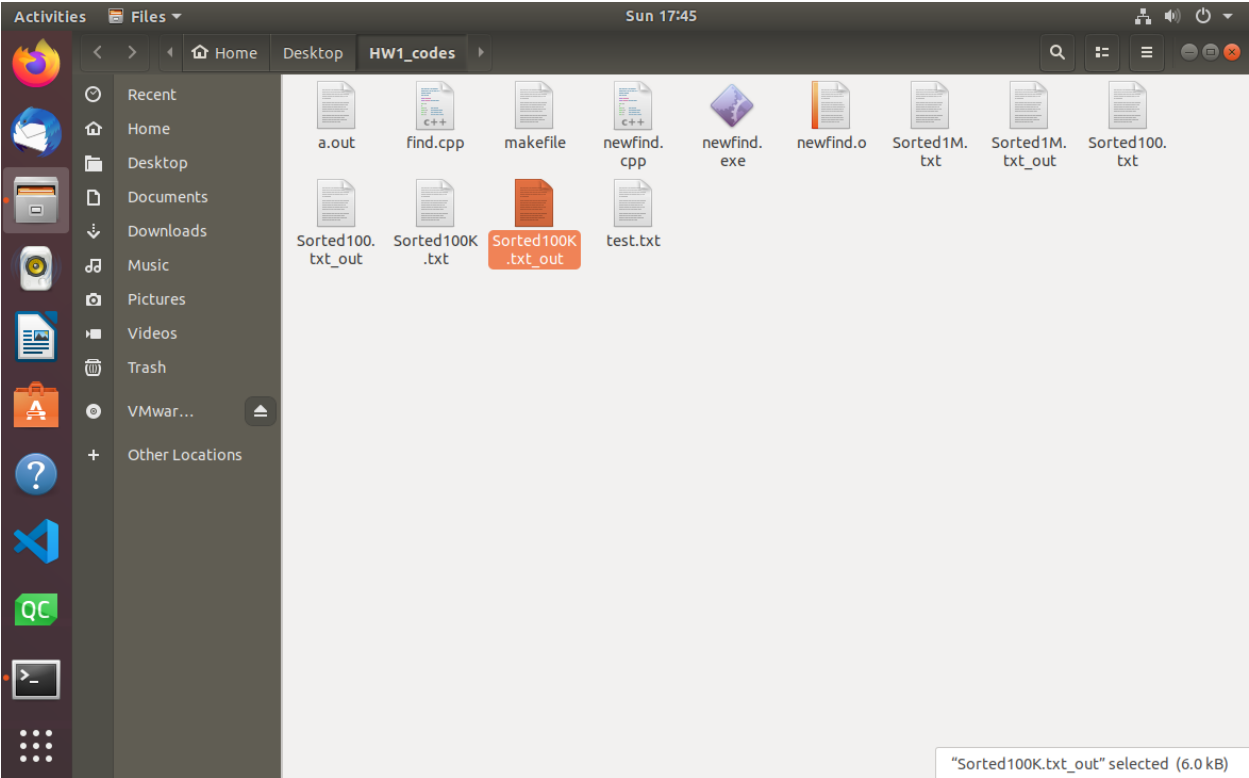 Activities Files Sun 17:45
Home Desktop HW1_codes
Recent
Home
Desktop
Documents
Downloads
Music
Pictures
Videos
Trash
VMwar...
Other Locations
a.out find.cpp makefile newfind. newfind. newfind.o Sorted1M. Sorted1M. Sorted100.
cpp exe txt txt_out txt
c++ c++
Sorted100. Sorted100K Sorted100K test.txt
txt_out .txt .txt_out
A
?
QC
>_
"Sorted100K.txt_out" selected (6.0 kB)